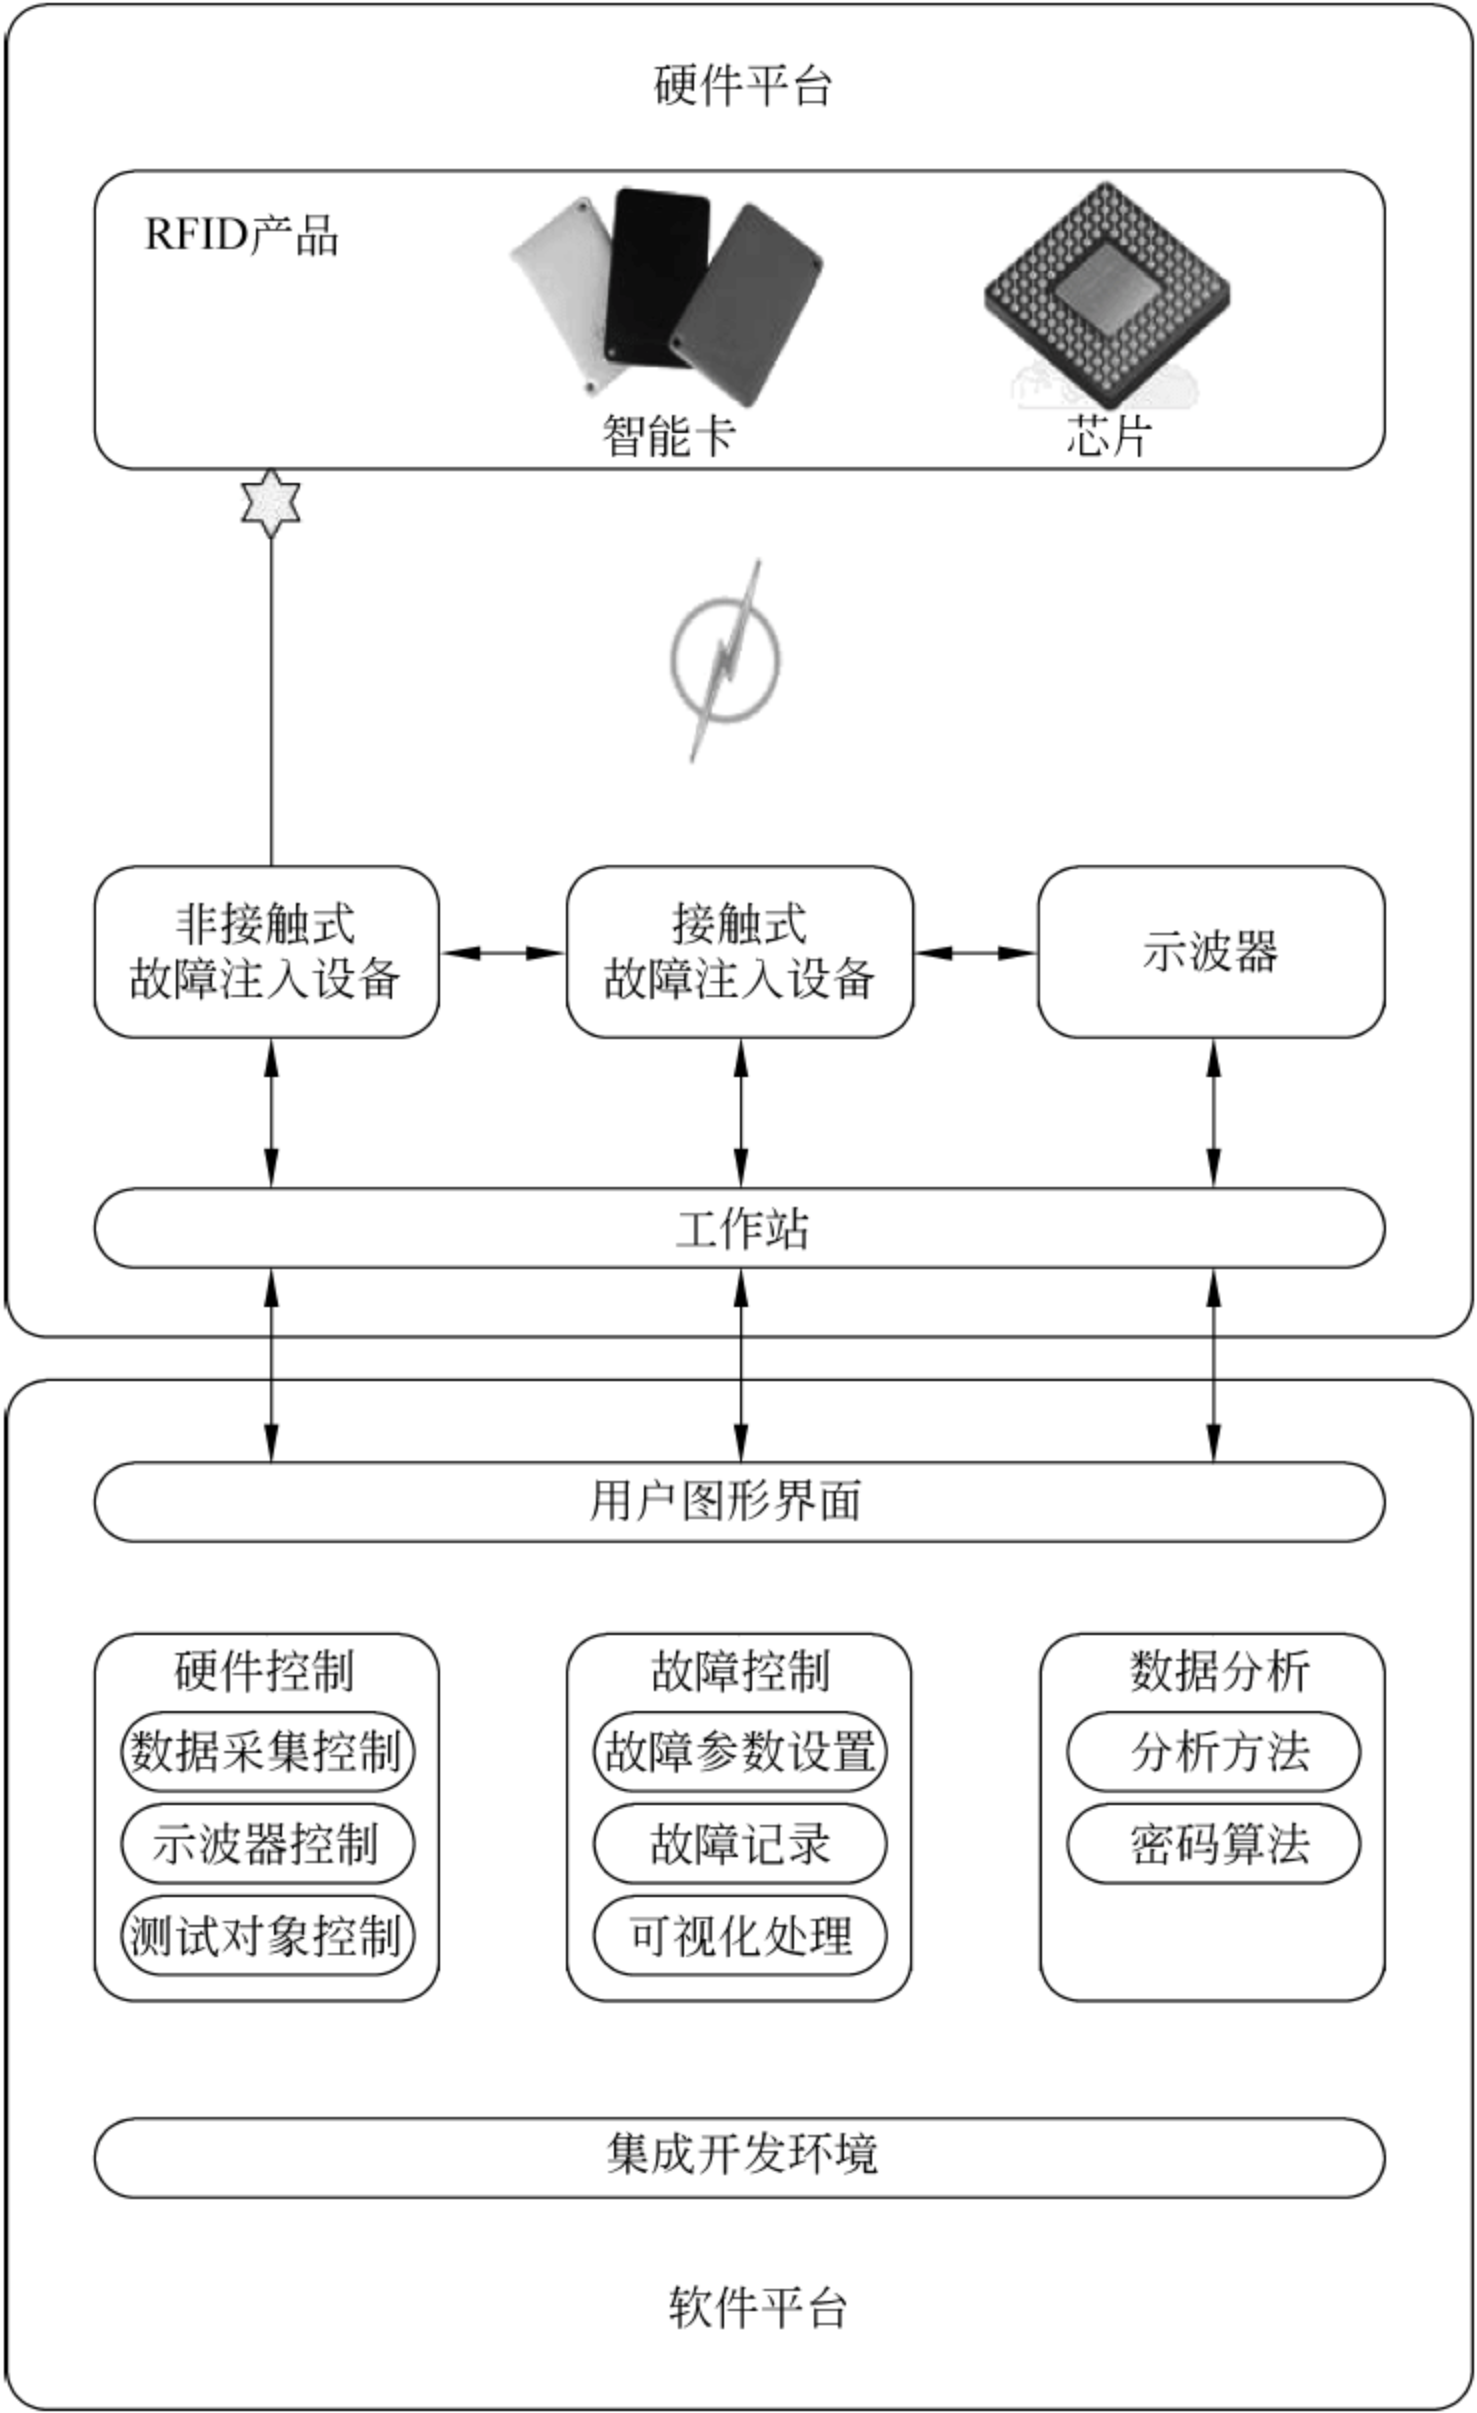 硬件平台
RFID产品
智能卡
芯片
非接触式
故障注入设备
接触式
故障注入设备
示波器
工作站
用户图形界面
硬件控制
数据采集控制
示波器控制
测试对象控制
故障控制
故障参数设置
故障记录
可视化处理
数据分析
分析方法
密码算法
集成开发环境
软件平台